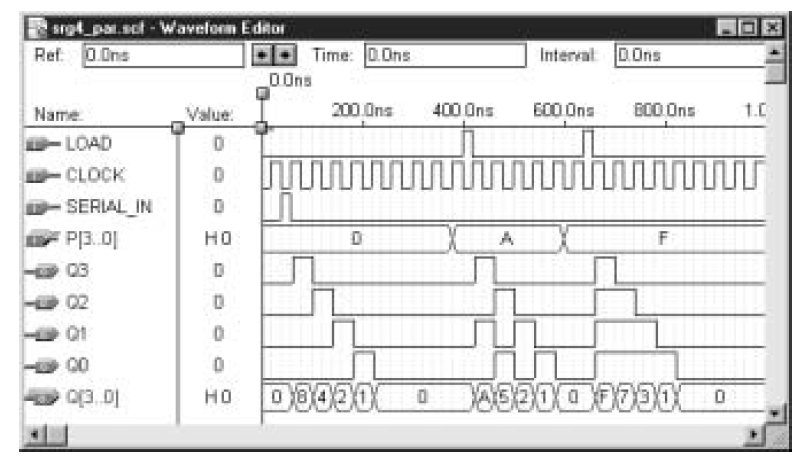 srg4_par.scf - Waveform Editor
Ref: 0.0ns Time: 0.0ns Interval: 0.0ns
0.0ns
Name: Value: 200.0ns 400.0ns 600.0ns 800.0ns 1.0
LOAD 0
CLOCK 0
SERIAL_IN 0
P[3..0] H 0 0 A F
Q3 0
Q2 0
Q1 0
Q0 0
Q[3..0] H 0 0 8 4 2 1 0 A 5 2 1 0 F 7 3 1 0